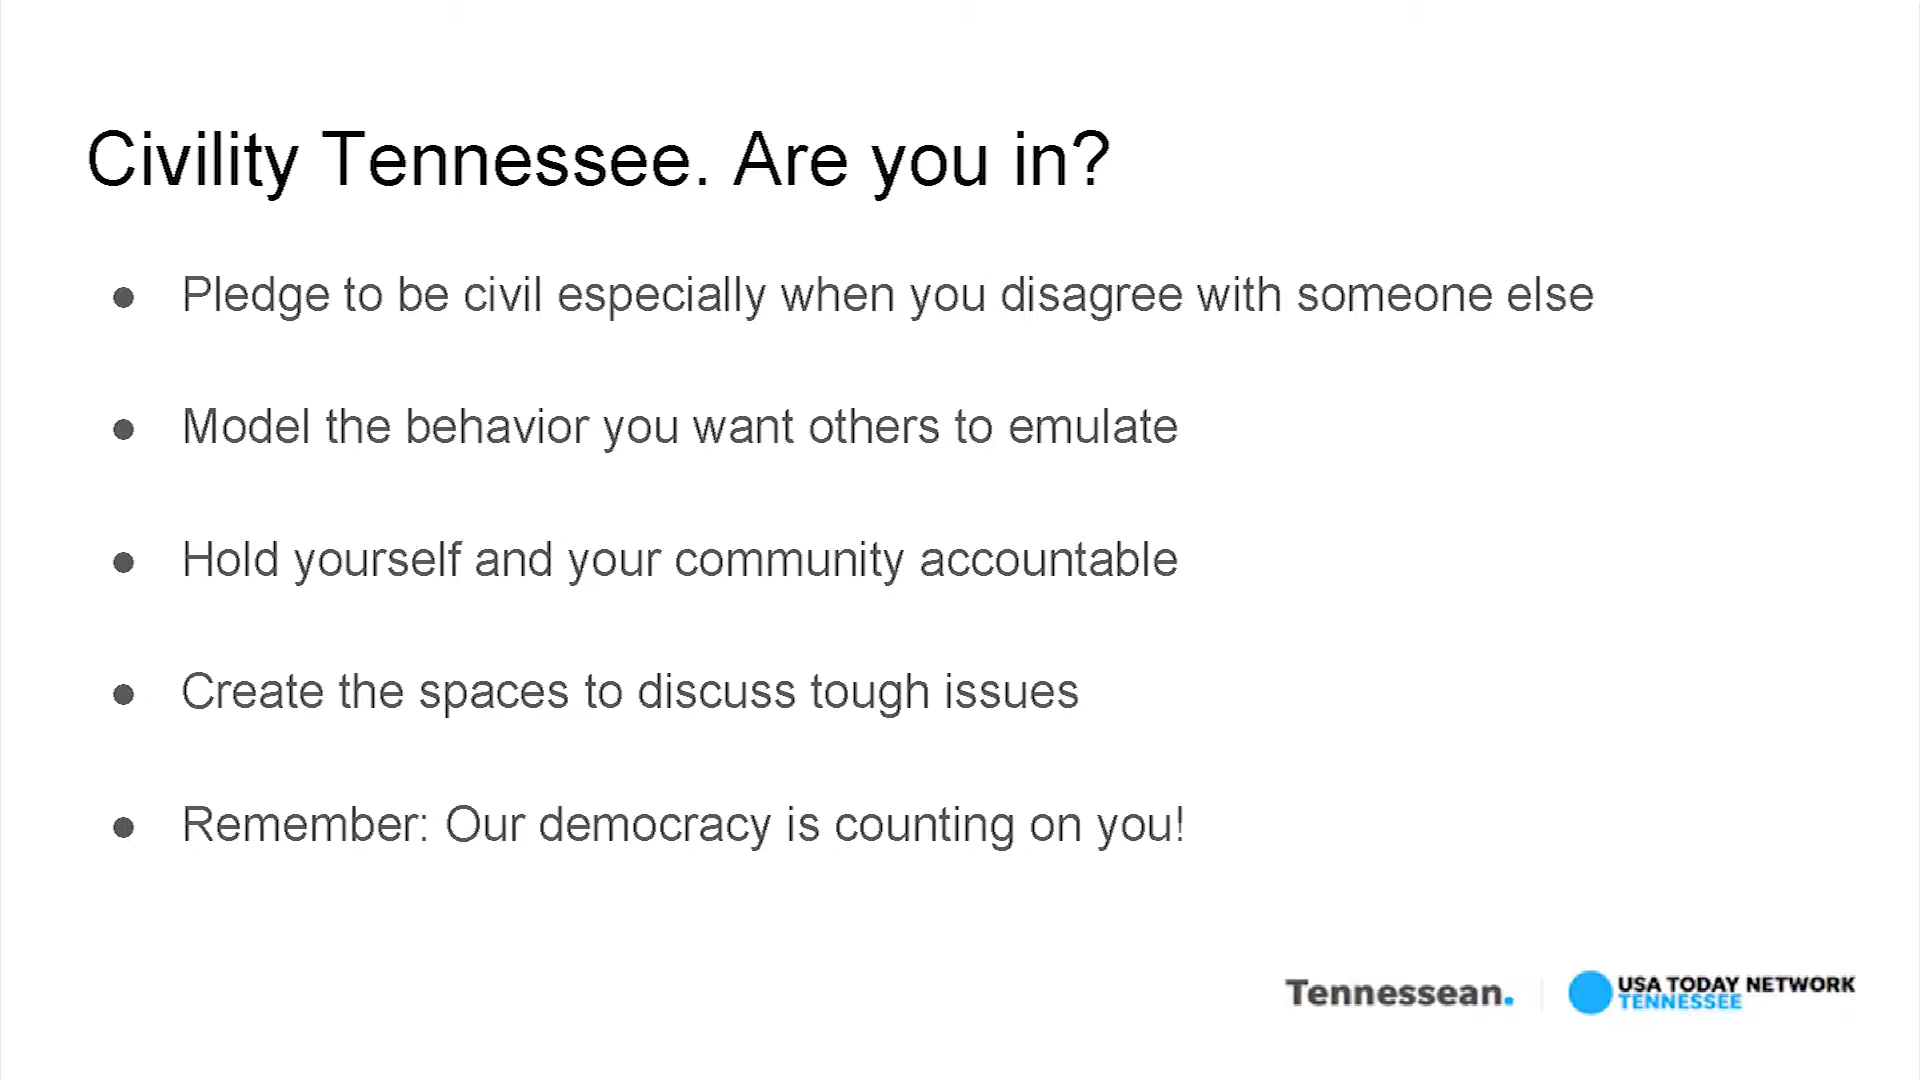 Civility Tennessee. Are you in?
● Pledge to be civil especially when you disagree with someone else
● Model the behavior you want others to emulate
● Hold yourself and your community accountable
● Create the spaces to discuss tough issues
● Remember: Our democracy is counting on you!
Tennessean.
USA TODAY NETWORK
TENNESSEE